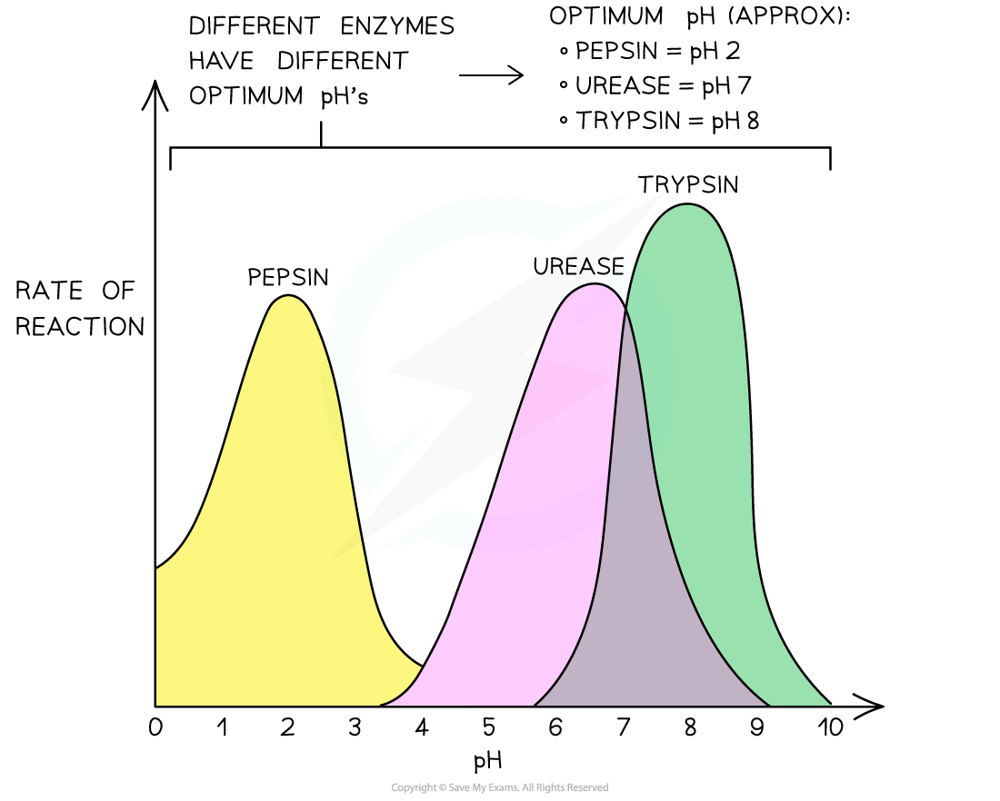 DIFFERENT ENZYMES
HAVE DIFFERENT
OPTIMUM pH's
OPTIMUM pH (APPROX):
∘ PEPSIN = pH 2
∘ UREASE = pH 7
∘ TRYPSIN = pH 8
TRYPSIN
UREASE
PEPSIN
RATE OF
REACTION
0 1 2 3 4 5 6 7 8 9 10
pH
Copyright © Save My Exams. All Rights Reserved